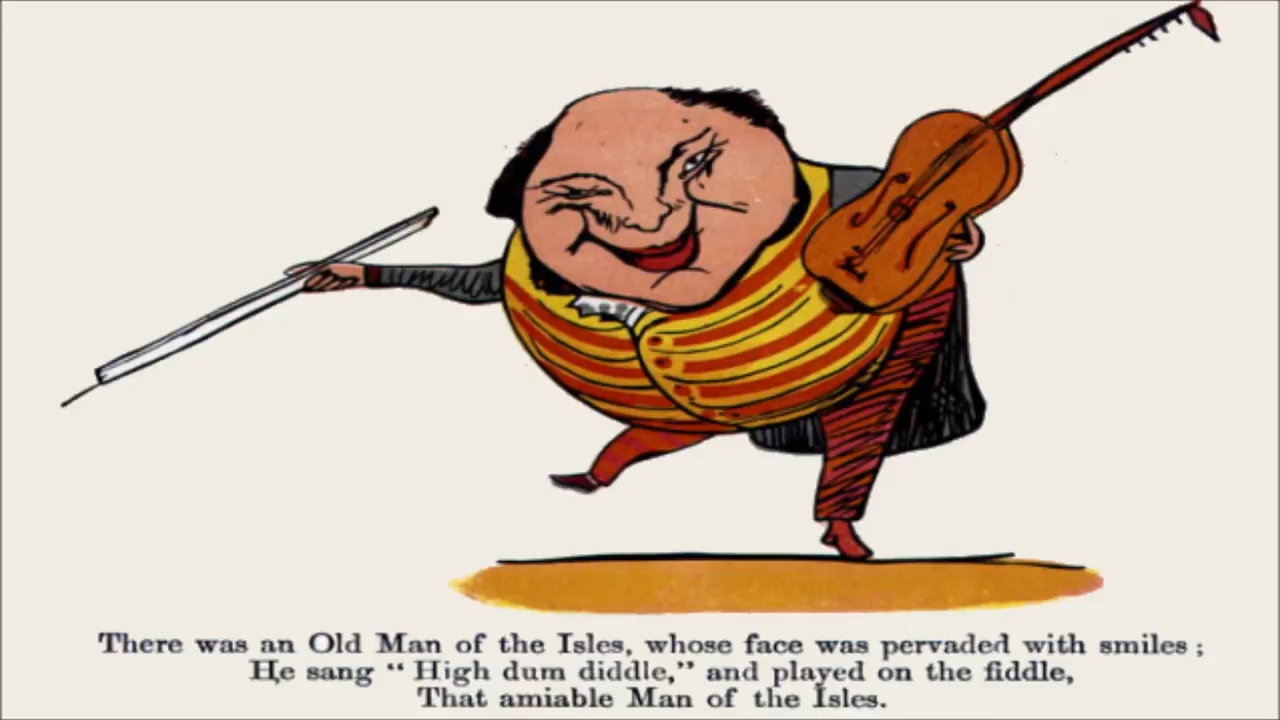 There was an Old Man of the Isles, whose face was pervaded with smiles;
He sang "High dum diddle," and played on the fiddle,
That amiable Man of the Isles.